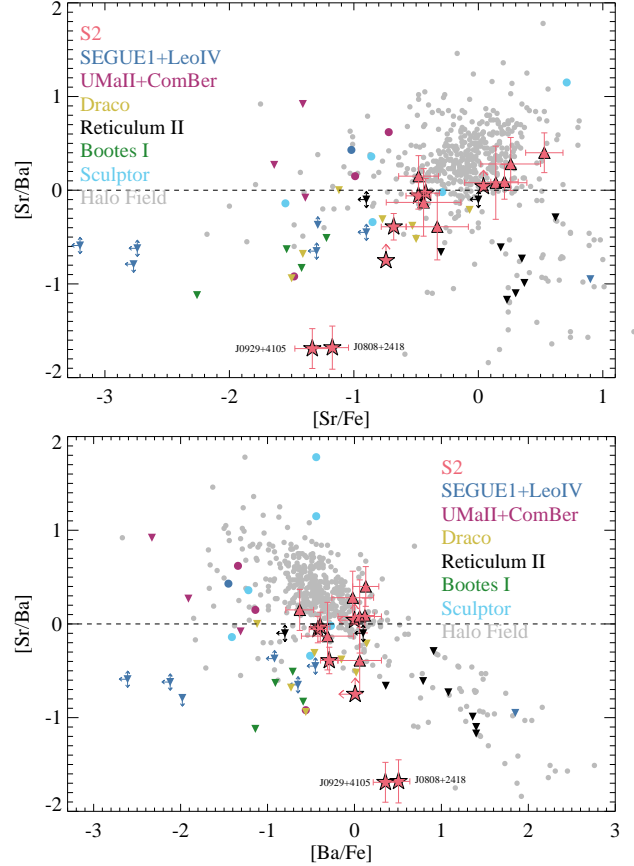 2
S2
SEGUE1+LeoIV
UMaII+ComBer
Draco
Reticulum II
Bootes I
Sculptor
Halo Field
1
0
-1
-2
[Sr/Ba]
J0929+4105
J0808+2418
-3
-2
-1
0
1
[Sr/Fe]
2
S2
SEGUE1+LeoIV
UMaII+ComBer
Draco
Reticulum II
Bootes I
Sculptor
Halo Field
1
0
-1
-2
[Sr/Ba]
J0929+4105
J0808+2418
-3
-2
-1
0
1
2
3
[Ba/Fe]